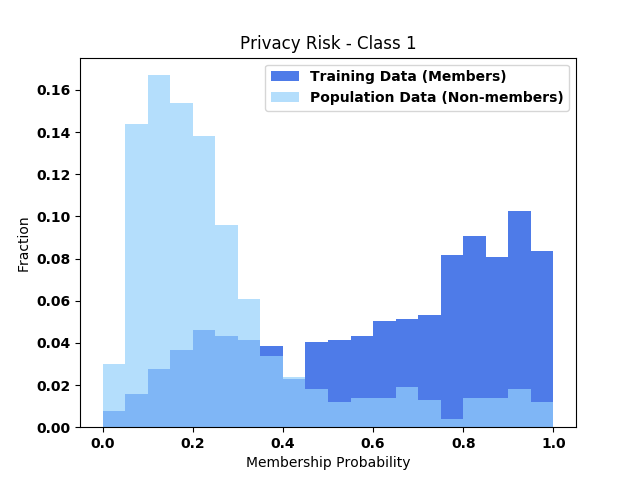 Privacy Risk - Class 1
Training Data (Members)
Population Data (Non-members)
Fraction
0.16
0.14
0.12
0.10
0.08
0.06
0.04
0.02
0.00
0.0 0.2 0.4 0.6 0.8 1.0
Membership Probability